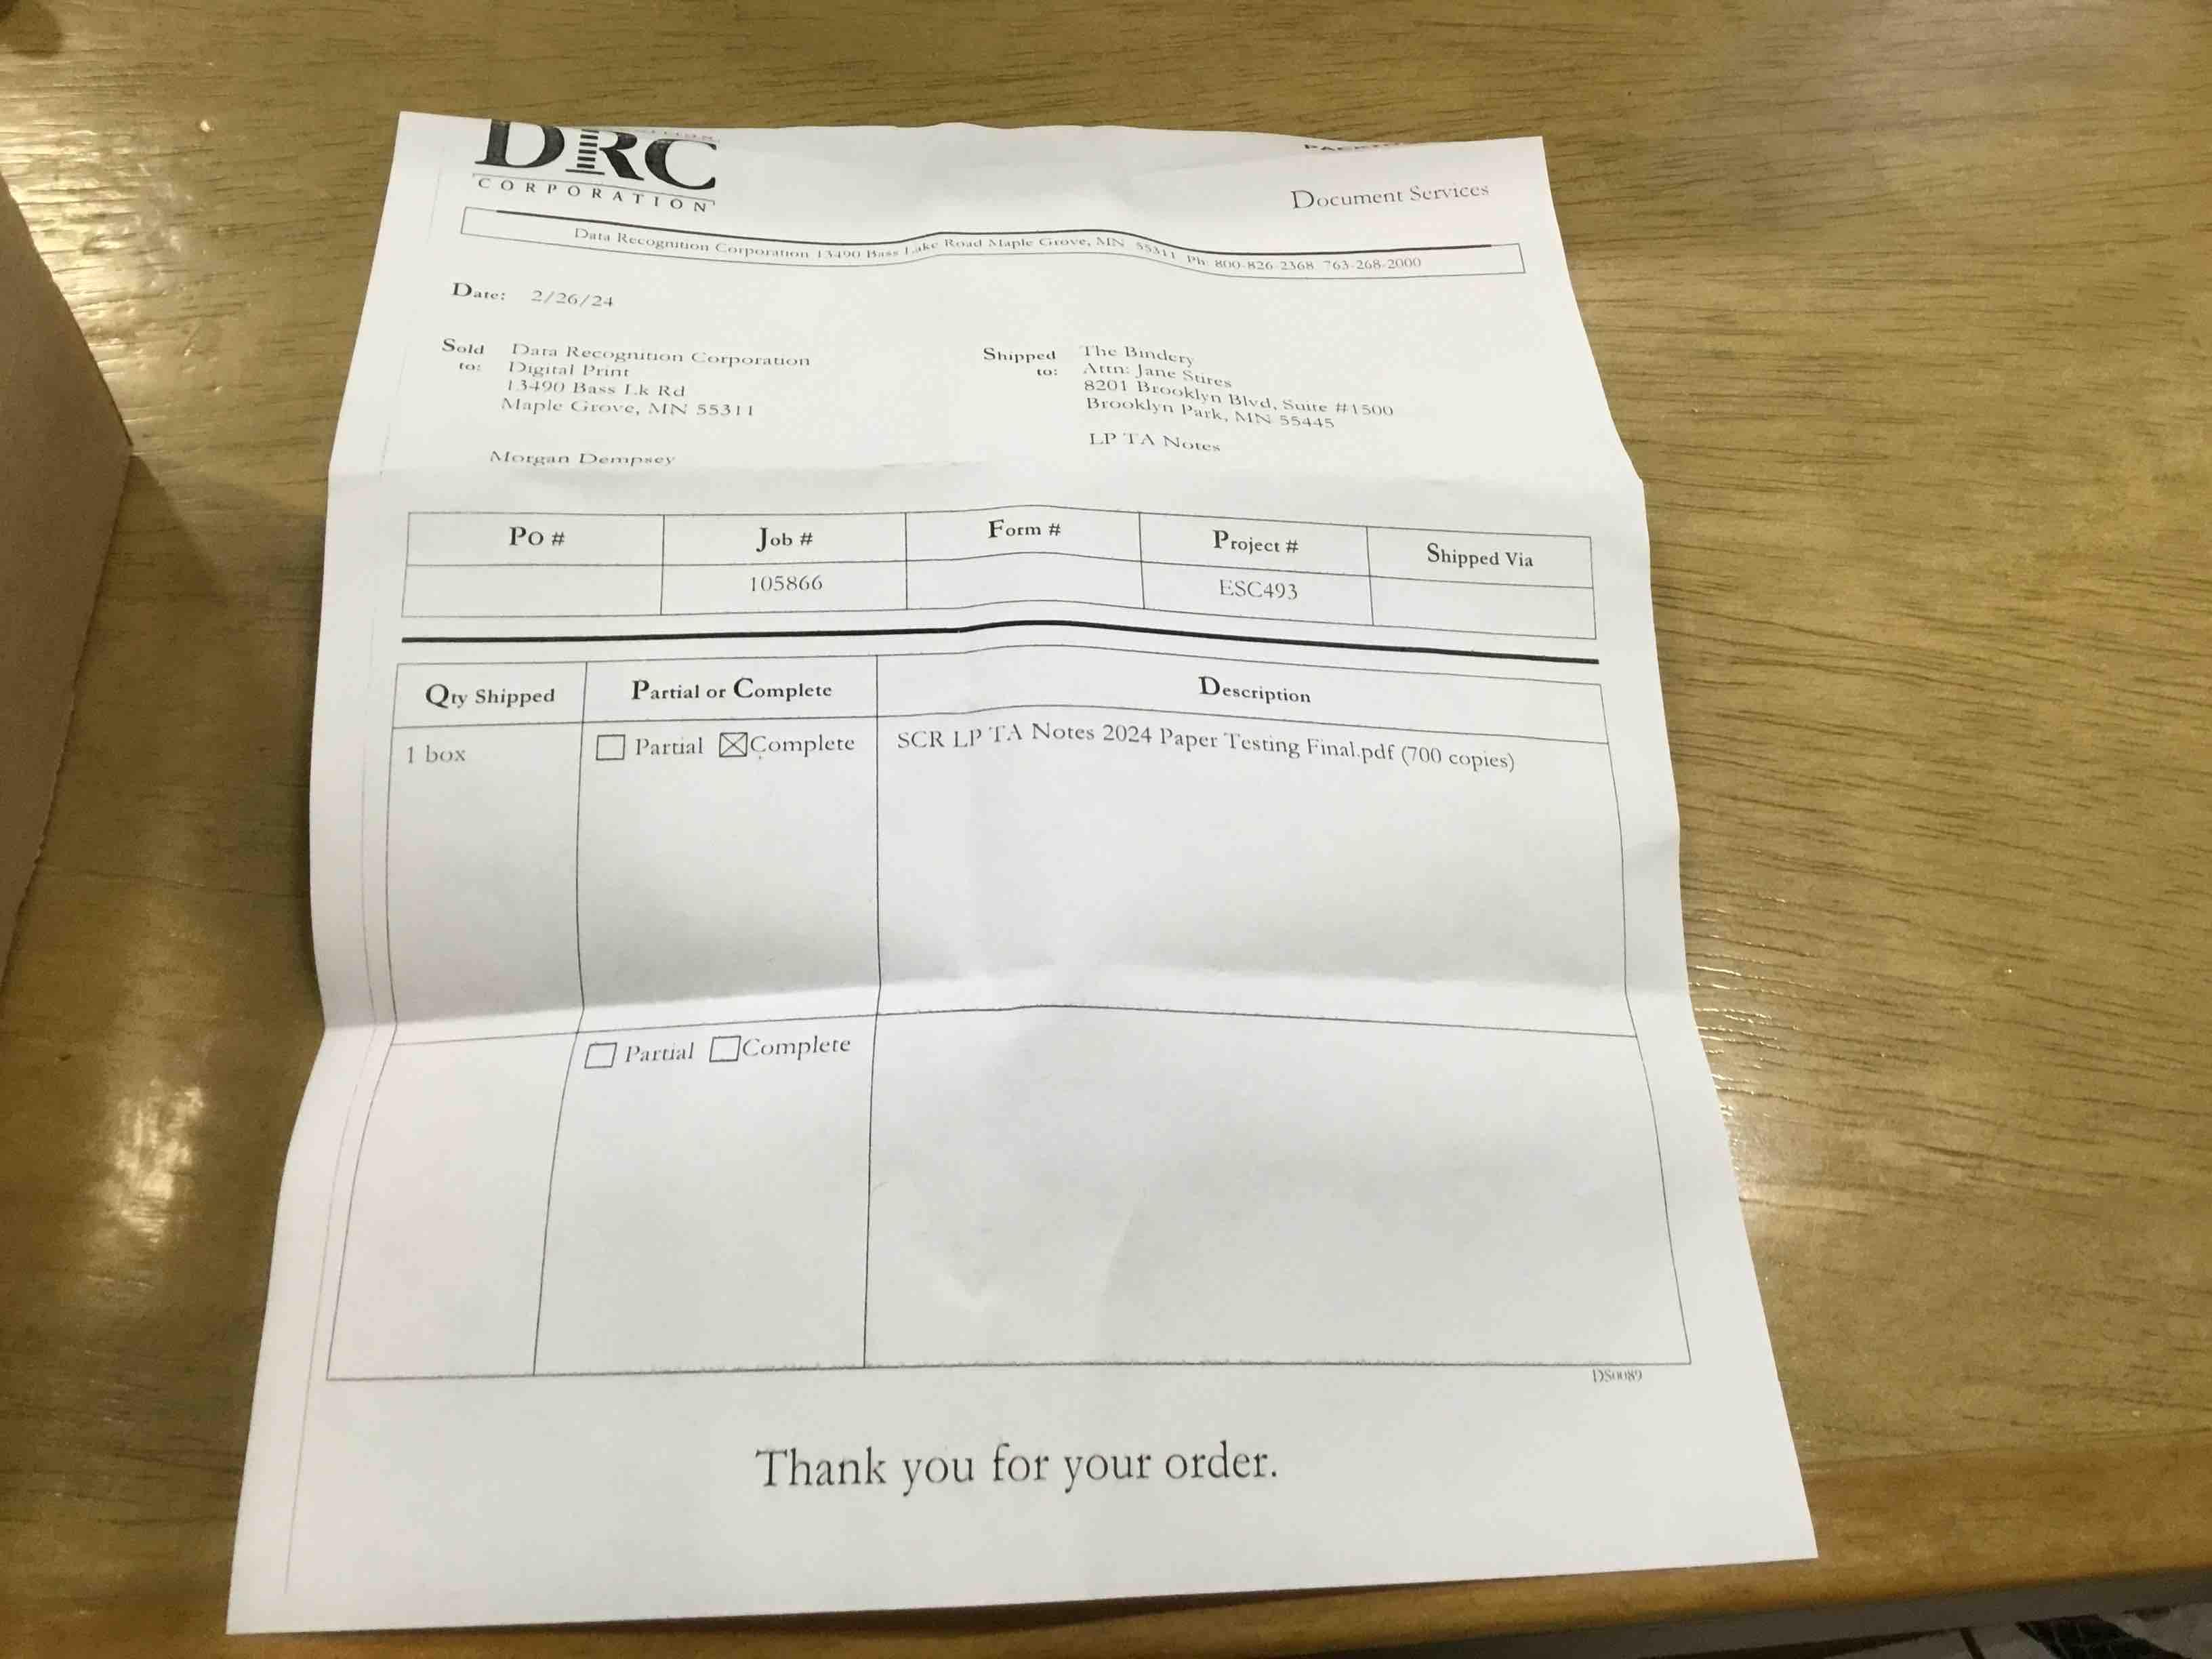 DRC
CORPORATION
Document Services
Data Recognition Corporation 13490 Bass Lake Road Maple Grove, MN 55311 Ph: 800-826-2368 763-268-2000
Date: 2/26/24
Sold to: Data Recognition Corporation
Digital Print
13490 Bass Lk Rd
Maple Grove, MN 55311
Morgan Dempsey
Shipped to: The Bindery
Attn: Jane Stires
8201 Brooklyn Blvd, Suite #1500
Brooklyn Park, MN 55445
LP TA Notes
PO # Job # Form # Project # Shipped Via
105866 ESC493
Qty Shipped Partial or Complete Description
1 box Partial Complete SCR LP TA Notes 2024 Paper Testing Final.pdf (700 copies)
Partial Complete
DS0089
Thank you for your order.